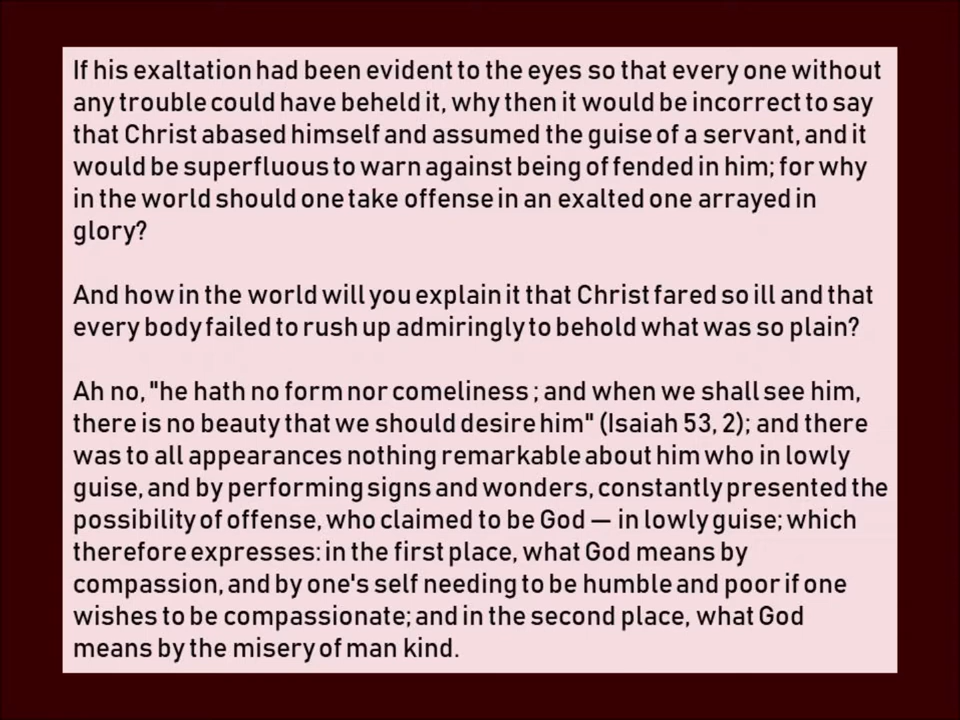 If his exaltation had been evident to the eyes so that every one without
any trouble could have beheld it, why then it would be incorrect to say
that Christ abased himself and assumed the guise of a servant, and it
would be superfluous to warn against being of fended in him; for why
in the world should one take offense in an exalted one arrayed in
glory?
And how in the world will you explain it that Christ fared so ill and that
every body failed to rush up admiringly to behold what was so plain?
Ah no, "he hath no form nor comeliness ; and when we shall see him,
there is no beauty that we should desire him" (Isaiah 53, 2); and there
was to all appearances nothing remarkable about him who in lowly
guise, and by performing signs and wonders, constantly presented the
possibility of offense, who claimed to be God — in lowly guise; which
therefore expresses: in the first place, what God means by
compassion, and by one's self needing to be humble and poor if one
wishes to be compassionate; and in the second place, what God
means by the misery of man kind.